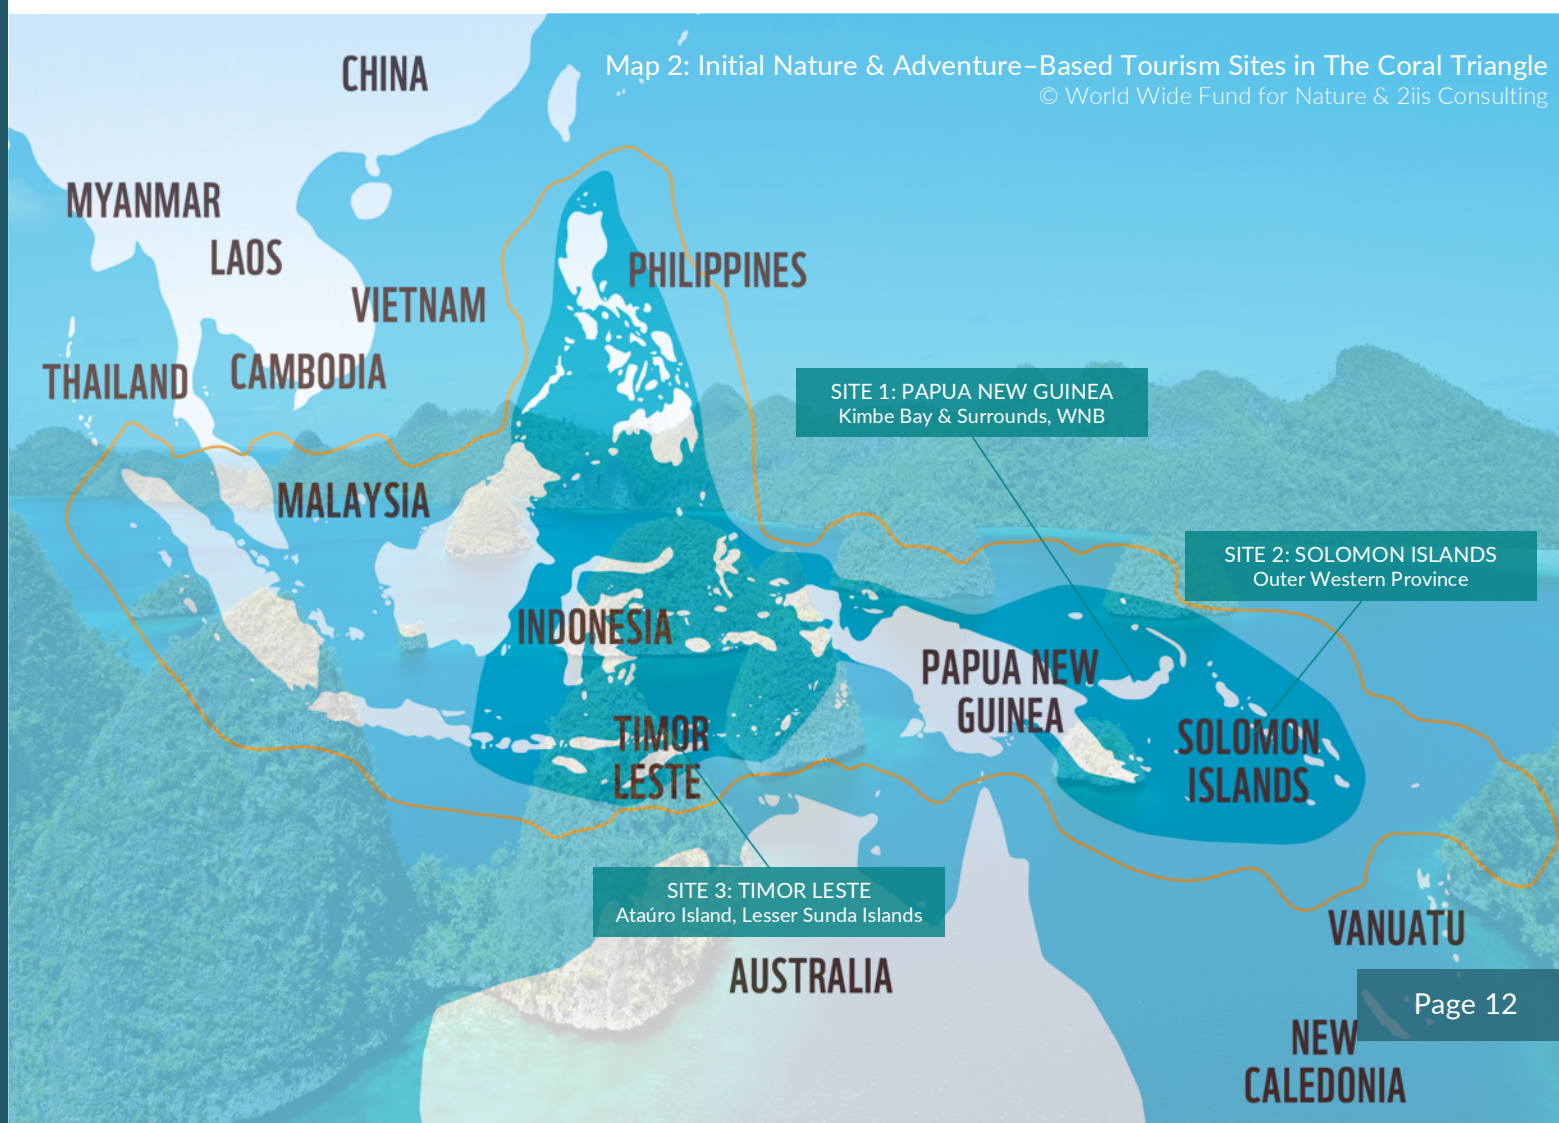 Map 2: Initial Nature & Adventure–Based Tourism Sites in The Coral Triangle
© World Wide Fund for Nature & 2iis Consulting
CHINA
MYANMAR
LAOS
VIETNAM
PHILIPPINES
THAILAND
CAMBODIA
SITE 1: PAPUA NEW GUINEA
Kimbe Bay & Surrounds, WNB
MALAYSIA
SITE 2: SOLOMON ISLANDS
Outer Western Province
INDONESIA
PAPUA NEW
GUINEA
TIMOR
LESTE
SOLOMON
ISLANDS
SITE 3: TIMOR LESTE
Ataúro Island, Lesser Sunda Islands
VANUATU
AUSTRALIA
Page 12
NEW
CALEDONIA